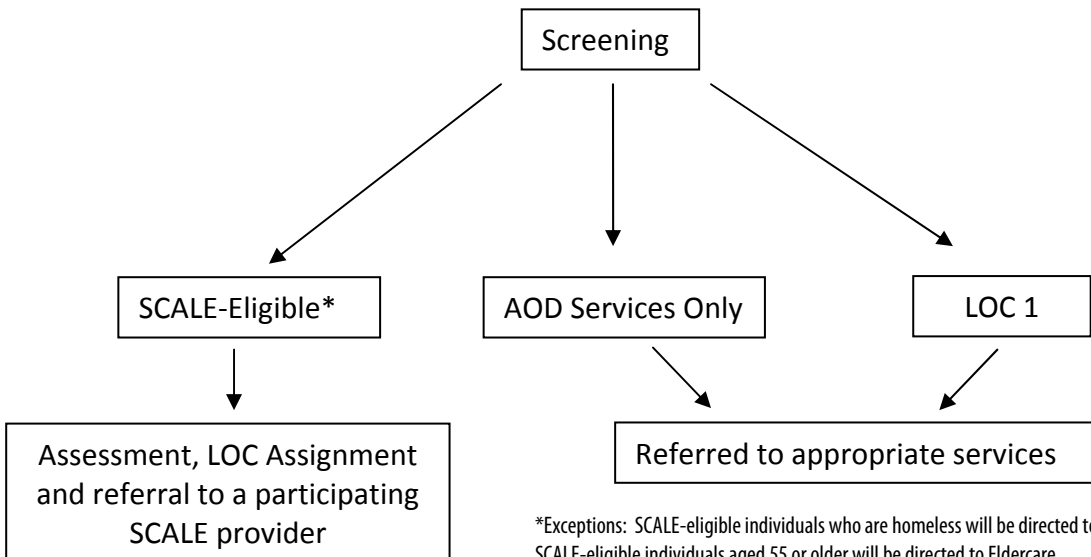 Screening
SCALE-Eligible*
AOD Services Only
LOC 1
Assessment, LOC Assignment
and referral to a participating
SCALE provider
Referred to appropriate services
*Exceptions: SCALE-eligible individuals who are homeless will be directed to
SCALE-eligible individuals aged 55 or older will be directed to Eldercare